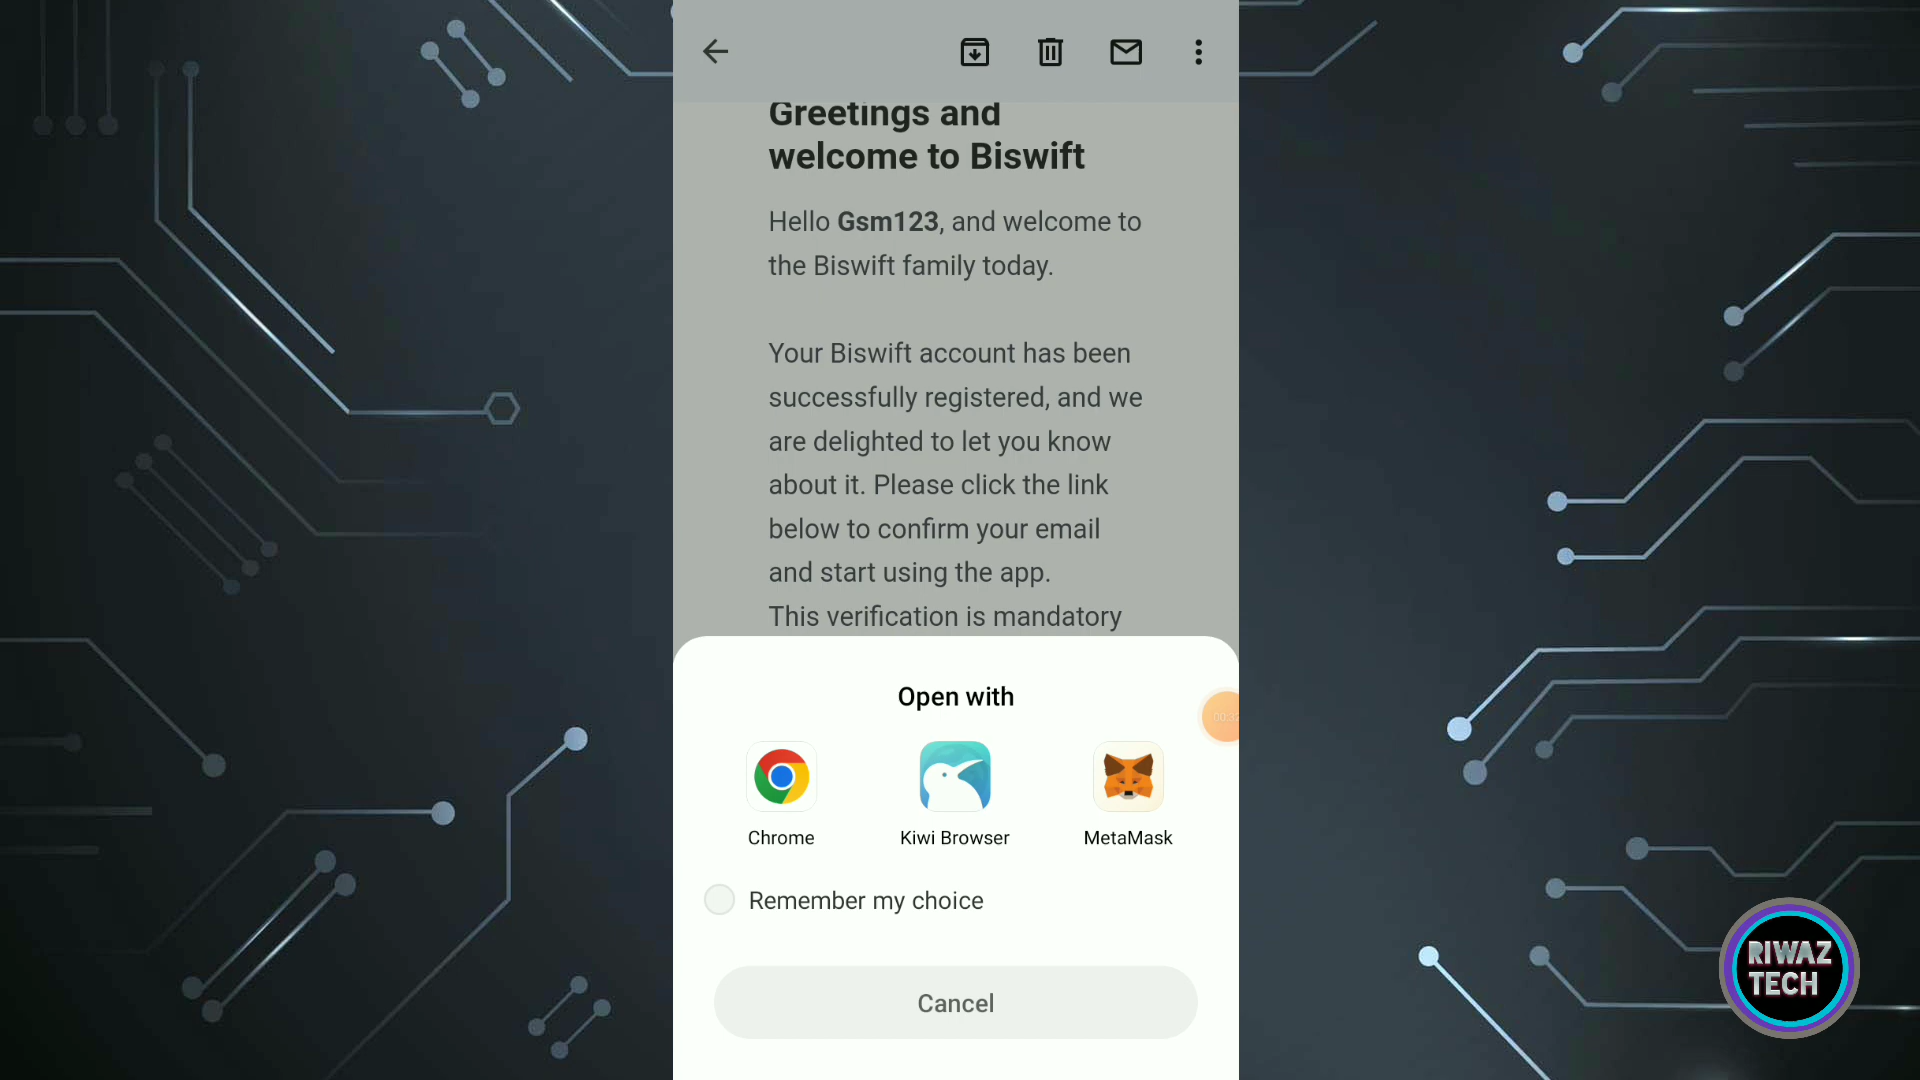 Greetings and
welcome to Biswift
Hello Gsm123, and welcome to
the Biswift family today.
Your Biswift account has been
successfully registered, and we
are delighted to let you know
about it. Please click the link
below to confirm your email
and start using the app.
This verification is mandatory
Open with
Chrome
Kiwi Browser
MetaMask
Remember my choice
Cancel
RIWAZ
TECH